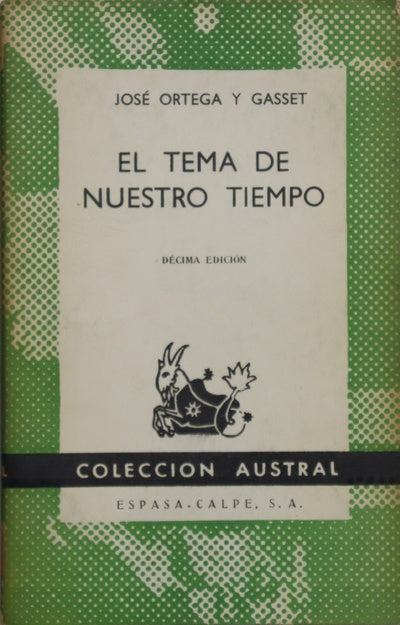 JOSÉ ORTEGA Y GASSET
EL TEMA DE
NUESTRO TIEMPO
DÉCIMA EDICIÓN
COLECCION AUSTRAL
ESPASA-CALPE, S. A.